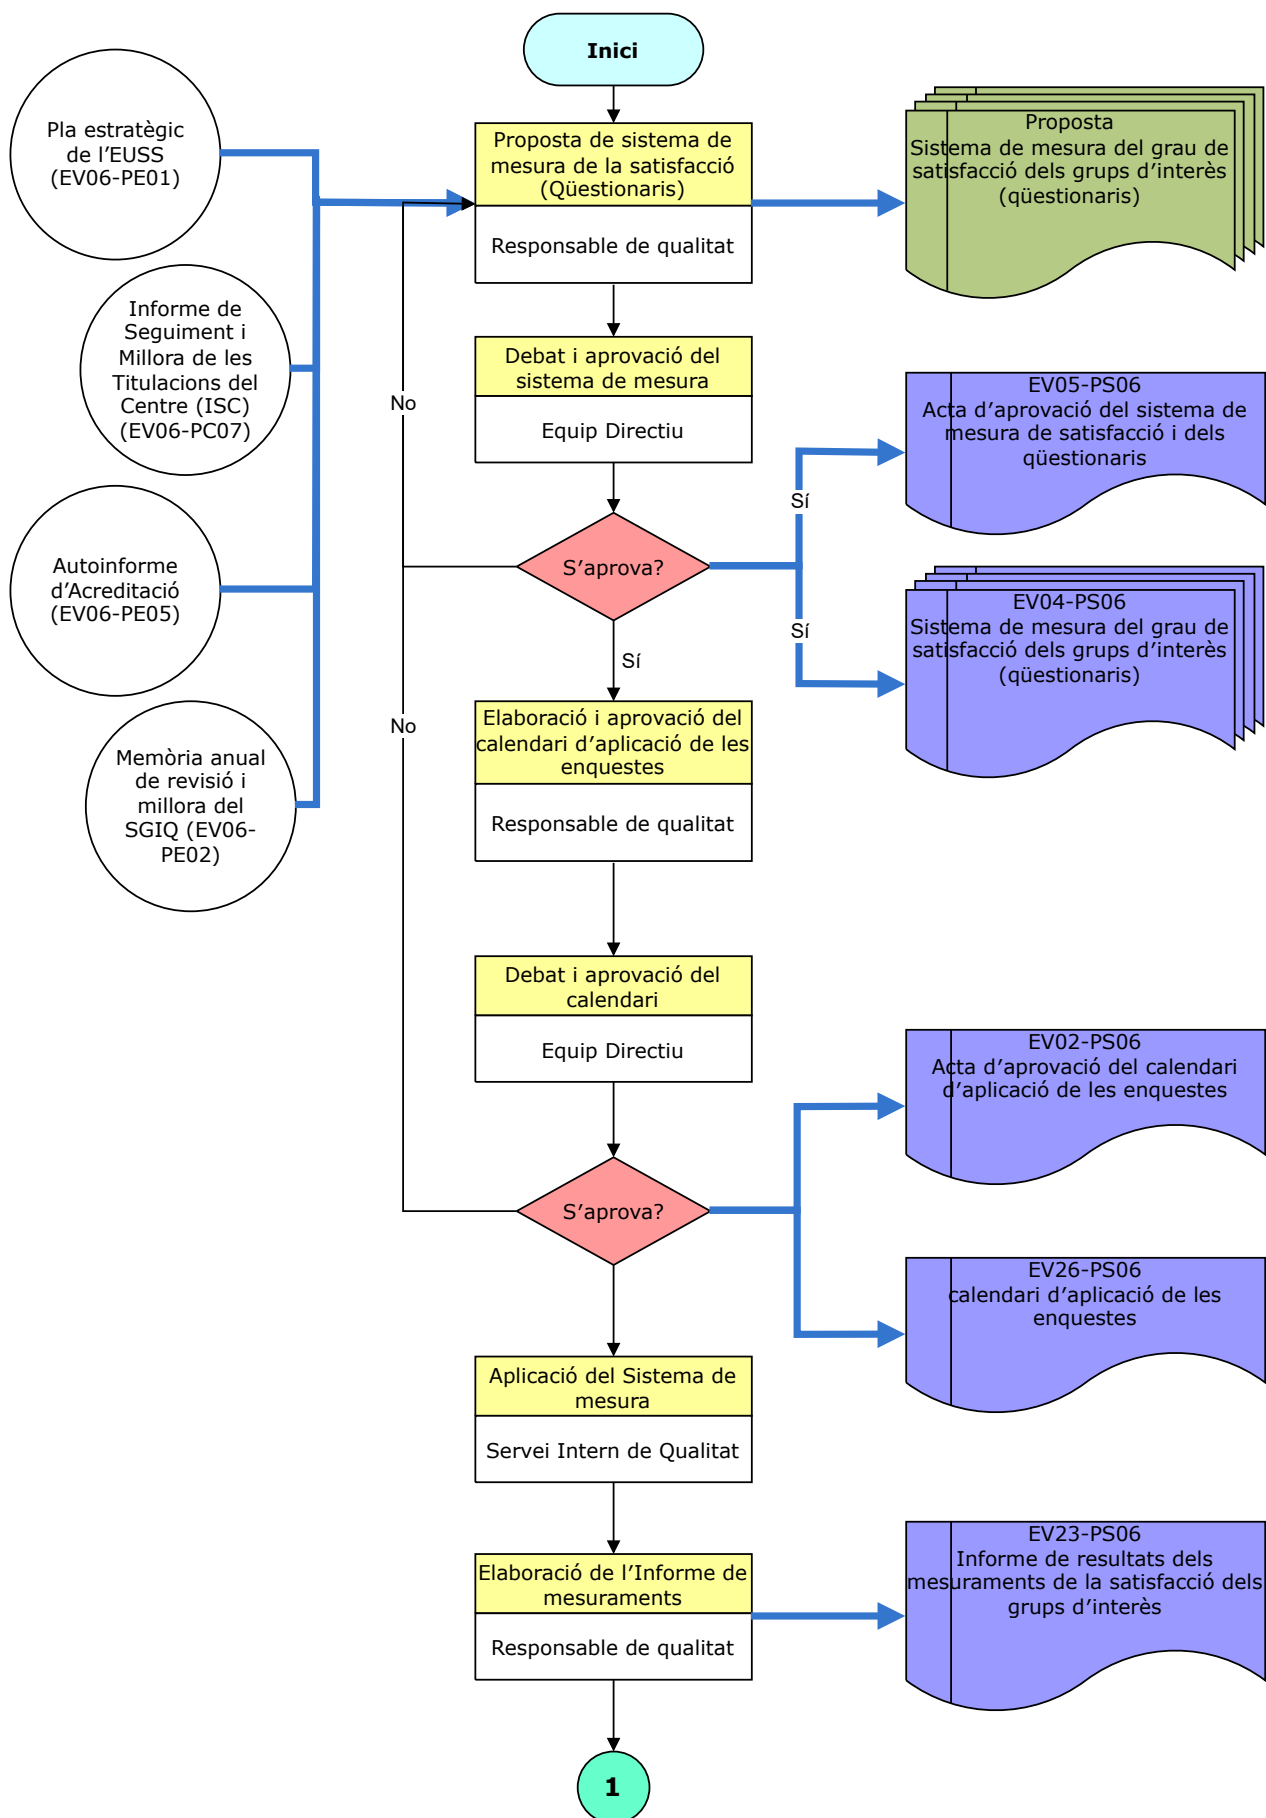 Inici
Pla estratègic
de l'EUSS
(EV06-PE01)
Proposta de sistema de
mesura de la satisfacció
(Qüestionaris)
Responsable de qualitat
Proposta
Sistema de mesura del grau de
satisfacció dels grups d'interès
(qüestionaris)
Informe de
Seguiment i
Millora de les
Titulacions del
Centre (ISC)
(EV06-PC07)
Debat i aprovació del
sistema de mesura
Equip Directiu
No
EV05-PS06
Acta d'aprovació del sistema de
mesura de satisfacció i dels
qüestionaris
Sí
Autoinforme
d'Acreditació
(EV06-PE05)
S'aprova?
Sí
EV04-PS06
Sistema de mesura del grau de
satisfacció dels grups d'interès
(qüestionaris)
Sí
No
Memòria anual
de revisió i
millora del
SGIQ (EV06-
PE02)
Elaboració i aprovació del
calendari d'aplicació de les
enquestes
Responsable de qualitat
Debat i aprovació del
calendari
Equip Directiu
EV02-PS06
Acta d'aprovació del calendari
d'aplicació de les enquestes
S'aprova?
EV26-PS06
calendari d'aplicació de les
enquestes
Aplicació del Sistema de
mesura
Servei Intern de Qualitat
Elaboració de l'Informe de
mesuraments
Responsable de qualitat
EV23-PS06
Informe de resultats dels
mesuraments de la satisfacció dels
grups d'interès
1